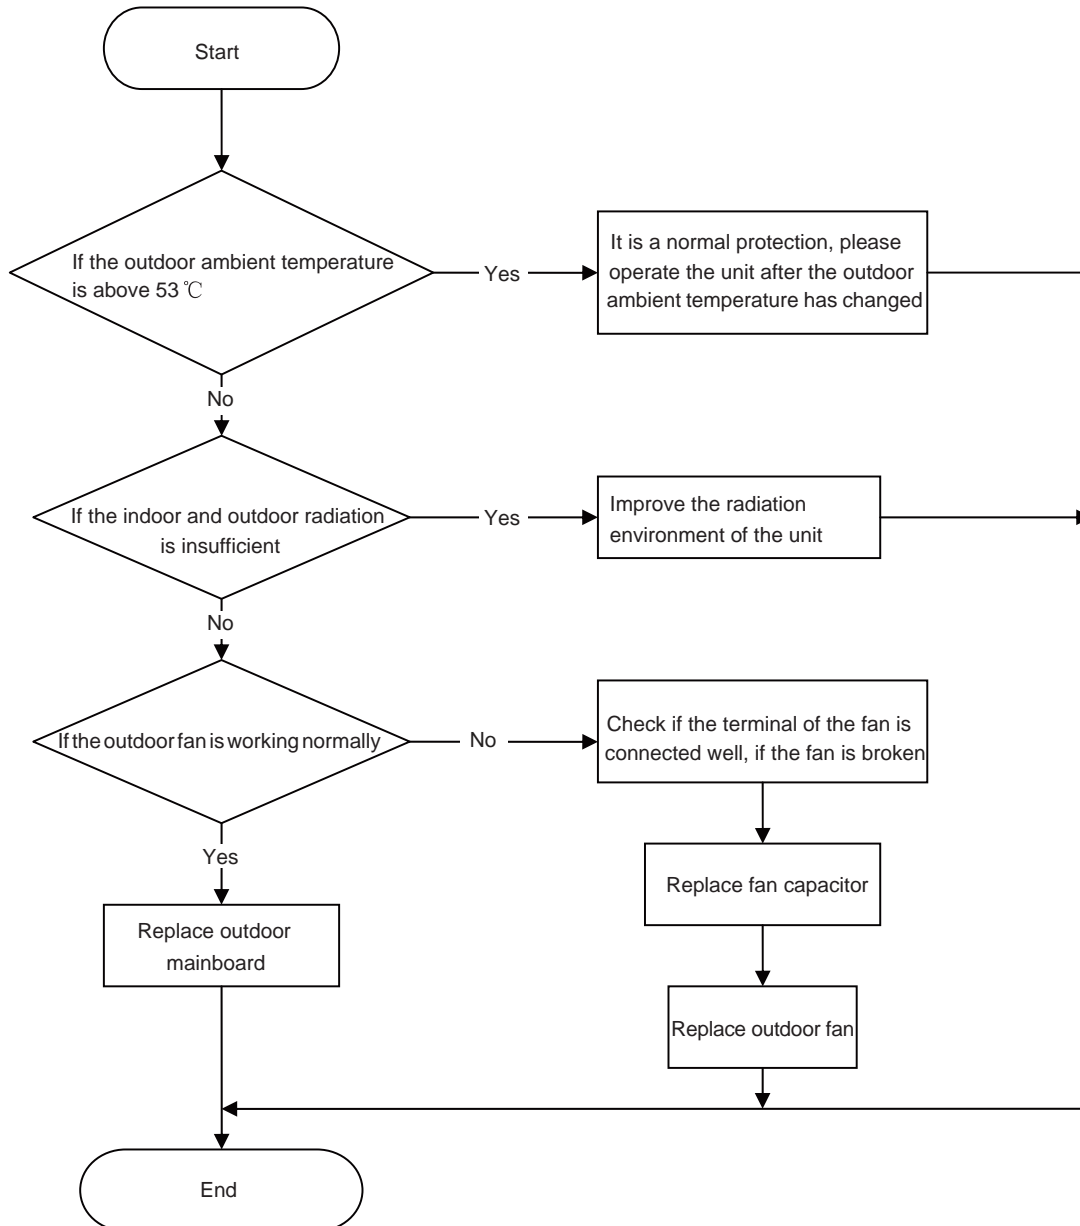 Start
If the outdoor ambient temperature
is above 53 ℃
Yes
It is a normal protection, please
operate the unit after the outdoor
ambient temperature has changed
No
If the indoor and outdoor radiation
is insufficient
Yes
Improve the radiation
environment of the unit
No
If the outdoor fan is working normally
No
Check if the terminal of the fan is
connected well, if the fan is broken
Yes
Replace fan capacitor
Replace outdoor
mainboard
Replace outdoor fan
End